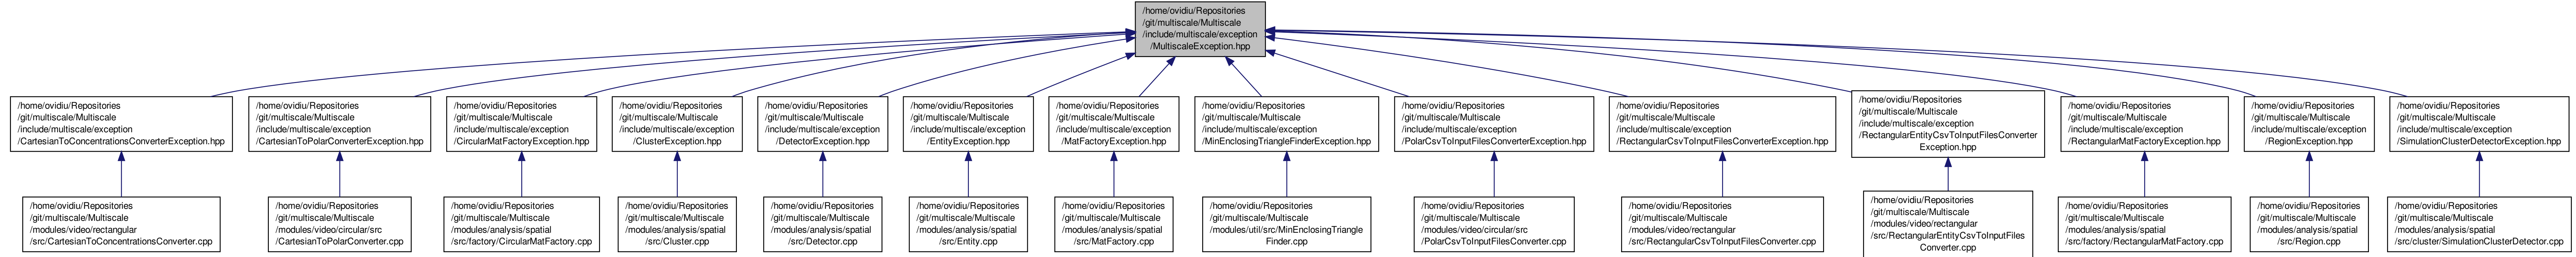 /home/ovidiu/Repositories
/git/multiscale/Multiscale
/include/multiscale/exception
/MultiscaleException.hpp
/home/ovidiu/Repositories
/git/multiscale/Multiscale
/include/multiscale/exception
/CartesianToConcentrationsConverterException.hpp
/home/ovidiu/Repositories
/git/multiscale/Multiscale
/include/multiscale/exception
/CartesianToPolarConverterException.hpp
/home/ovidiu/Repositories
/git/multiscale/Multiscale
/include/multiscale/exception
/CircularMatFactoryException.hpp
/home/ovidiu/Repositories
/git/multiscale/Multiscale
/include/multiscale/exception
/ClusterException.hpp
/home/ovidiu/Repositories
/git/multiscale/Multiscale
/include/multiscale/exception
/DetectorException.hpp
/home/ovidiu/Repositories
/git/multiscale/Multiscale
/include/multiscale/exception
/EntityException.hpp
/home/ovidiu/Repositories
/git/multiscale/Multiscale
/include/multiscale/exception
/MatFactoryException.hpp
/home/ovidiu/Repositories
/git/multiscale/Multiscale
/include/multiscale/exception
/MinEnclosingTriangleFinderException.hpp
/home/ovidiu/Repositories
/git/multiscale/Multiscale
/include/multiscale/exception
/PolarCsvToInputFilesConverterException.hpp
/home/ovidiu/Repositories
/git/multiscale/Multiscale
/include/multiscale/exception
/RectangularCsvToInputFilesConverterException.hpp
/home/ovidiu/Repositories
/git/multiscale/Multiscale
/include/multiscale/exception
/RectangularEntityCsvToInputFilesConverter
Exception.hpp
/home/ovidiu/Repositories
/git/multiscale/Multiscale
/include/multiscale/exception
/RectangularMatFactoryException.hpp
/home/ovidiu/Repositories
/git/multiscale/Multiscale
/include/multiscale/exception
/RegionException.hpp
/home/ovidiu/Repositories
/git/multiscale/Multiscale
/include/multiscale/exception
/SimulationClusterDetectorException.hpp
/home/ovidiu/Repositories
/git/multiscale/Multiscale
/modules/video/rectangular
/src/CartesianToConcentrationsConverter.cpp
/home/ovidiu/Repositories
/git/multiscale/Multiscale
/modules/video/circular/src
/CartesianToPolarConverter.cpp
/home/ovidiu/Repositories
/git/multiscale/Multiscale
/modules/analysis/spatial
/src/factory/CircularMatFactory.cpp
/home/ovidiu/Repositories
/git/multiscale/Multiscale
/modules/analysis/spatial
/src/Cluster.cpp
/home/ovidiu/Repositories
/git/multiscale/Multiscale
/modules/analysis/spatial
/src/Detector.cpp
/home/ovidiu/Repositories
/git/multiscale/Multiscale
/modules/analysis/spatial
/src/Entity.cpp
/home/ovidiu/Repositories
/git/multiscale/Multiscale
/modules/analysis/spatial
/src/MatFactory.cpp
/home/ovidiu/Repositories
/git/multiscale/Multiscale
/modules/util/src/MinEnclosingTriangle
Finder.cpp
/home/ovidiu/Repositories
/git/multiscale/Multiscale
/modules/video/circular/src
/PolarCsvToInputFilesConverter.cpp
/home/ovidiu/Repositories
/git/multiscale/Multiscale
/modules/video/rectangular
/src/RectangularCsvToInputFilesConverter.cpp
/home/ovidiu/Repositories
/git/multiscale/Multiscale
/modules/video/rectangular
/src/RectangularEntityCsvToInputFiles
Converter.cpp
/home/ovidiu/Repositories
/git/multiscale/Multiscale
/modules/analysis/spatial
/src/factory/RectangularMatFactory.cpp
/home/ovidiu/Repositories
/git/multiscale/Multiscale
/modules/analysis/spatial
/src/Region.cpp
/home/ovidiu/Repositories
/git/multiscale/Multiscale
/modules/analysis/spatial
/src/cluster/SimulationClusterDetector.cpp